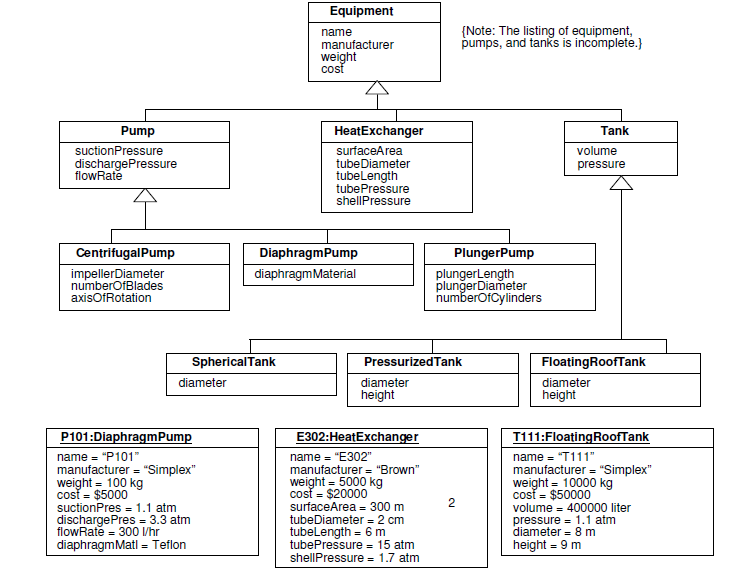 Equipment
name
manufacturer
weight
cost
{Note: The listing of equipment,
pumps, and tanks is incomplete.}
Pump
suctionPressure
dischargePressure
flowRate
HeatExchanger
surfaceArea
tubeDiameter
tubeLength
tubePressure
shellPressure
Tank
volume
pressure
CentrifugalPump
impellerDiameter
numberOfBlades
axisOfRotation
DiaphragmPump
diaphragmMaterial
PlungerPump
plungerLength
plungerDiameter
numberOfCylinders
SphericalTank
diameter
PressurizedTank
diameter
height
FloatingRoofTank
diameter
height
P101:DiaphragmPump
name = “P101”
manufacturer = “Simplex”
weight = 100 kg
cost = $5000
suctionPres = 1.1 atm
dischargePres = 3.3 atm
flowRate = 300 l/hr
diaphragmMatl = Teflon
E302:HeatExchanger
name = “E302”
manufacturer = “Brown”
weight = 5000 kg
cost = $20000
surfaceArea = 300 m 2
tubeDiameter = 2 cm
tubeLength = 6 m
tubePressure = 15 atm
shellPressure = 1.7 atm
T111:FloatingRoofTank
name = “T111”
manufacturer = “Simplex”
weight = 10000 kg
cost = $50000
volume = 400000 liter
pressure = 1.1 atm
diameter = 8 m
height = 9 m